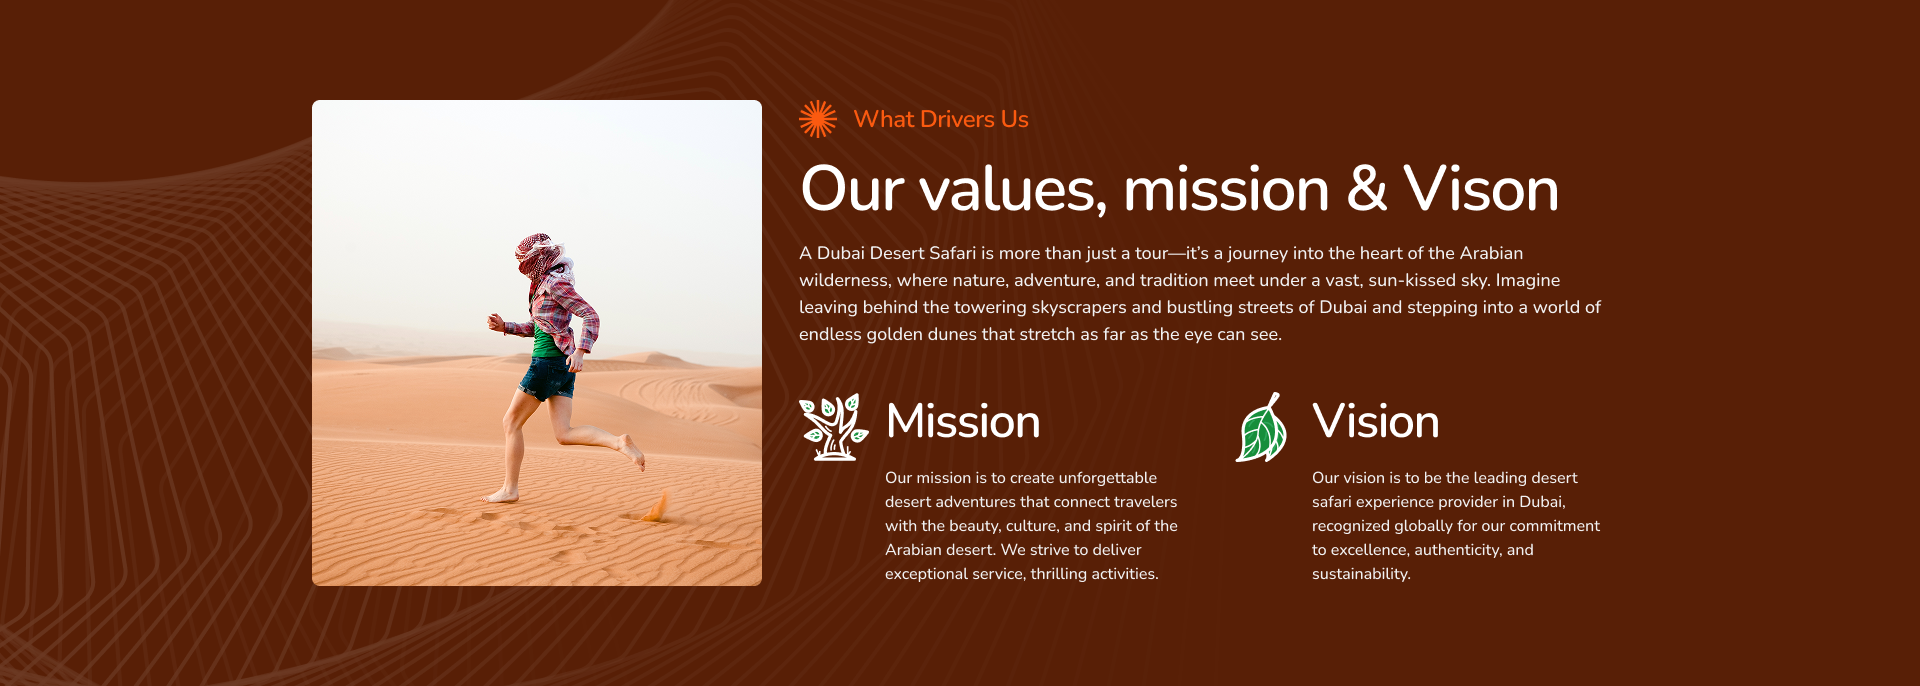 What Drivers Us
Our values, mission & Vison
A Dubai Desert Safari is more than just a tour—it’s a journey into the heart of the Arabian
wilderness, where nature, adventure, and tradition meet under a vast, sun-kissed sky. Imagine
leaving behind the towering skyscrapers and bustling streets of Dubai and stepping into a world of
endless golden dunes that stretch as far as the eye can see.
Mission
Our mission is to create unforgettable
desert adventures that connect travelers
with the beauty, culture, and spirit of the
Arabian desert. We strive to deliver
exceptional service, thrilling activities.
Vision
Our vision is to be the leading desert
safari experience provider in Dubai,
recognized globally for our commitment
to excellence, authenticity, and
sustainability.